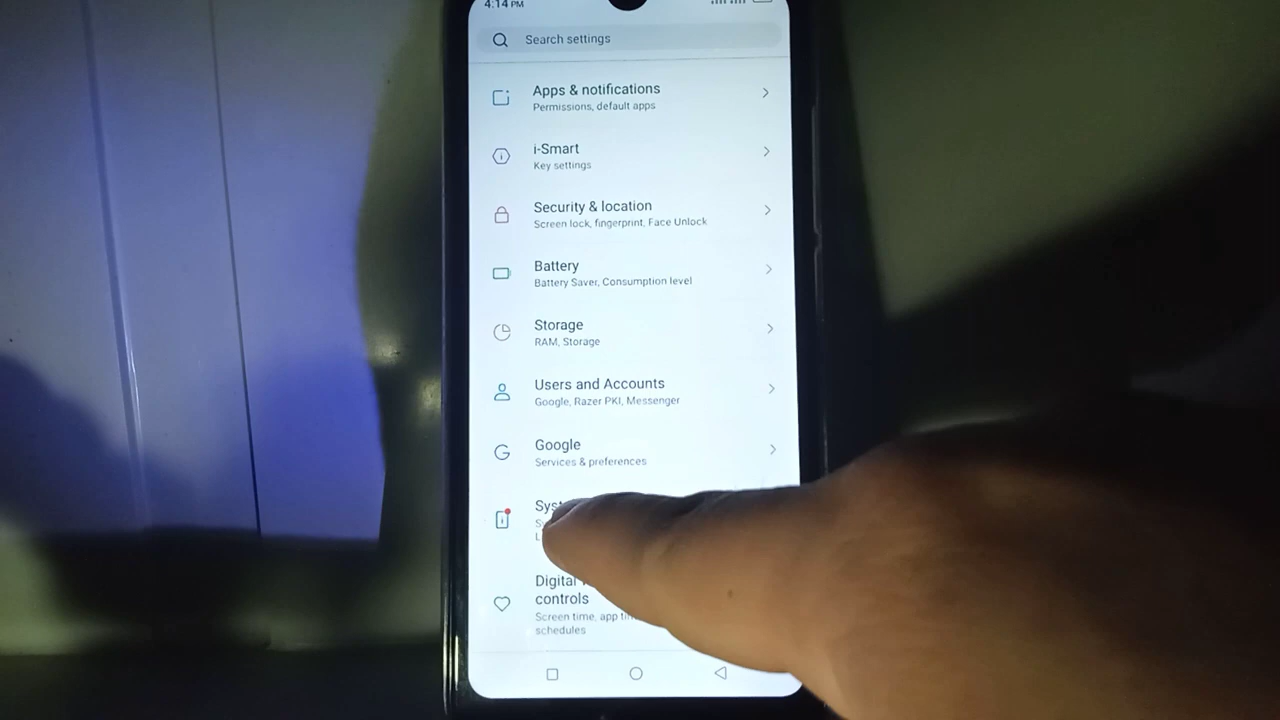 4:14 PM
Search settings
Apps & notifications
Permissions, default apps
i-Smart
Key settings
Security & location
Screen lock, fingerprint, Face Unlock
Battery
Battery Saver, Consumption level
Storage
RAM, Storage
Users and Accounts
Google, Razer PKI, Messenger
Google
Services & preferences
Digital
controls
Screen time, app
schedules